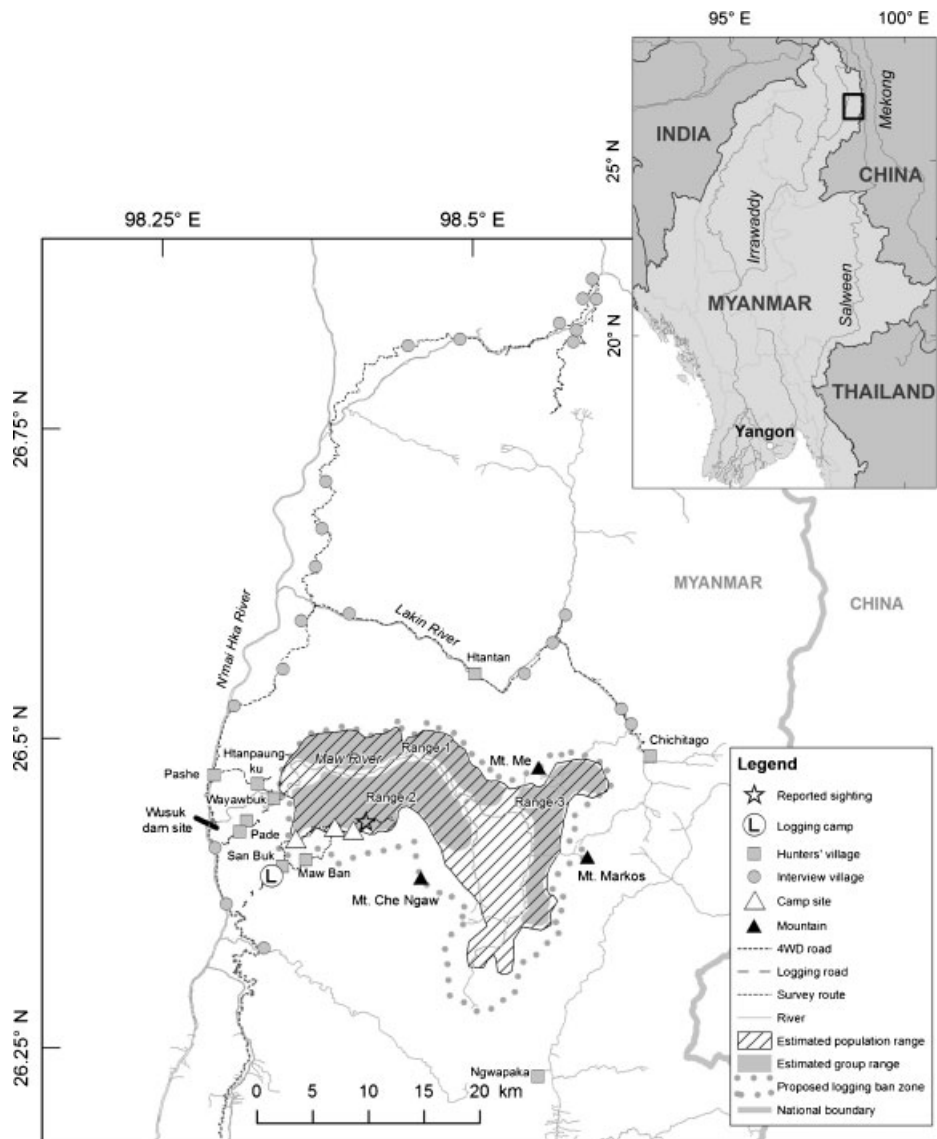 95° E
100° E
INDIA
Mekong
CHINA
25° N
Irrawaddy
Salween
MYANMAR
20° N
THAILAND
Yangon
98.25° E
98.5° E
26.75° N
MYANMAR
CHINA
N'mai Hka River
Lakin River
Htantan
26.5° N
Chichitago
Htanpaung-
ku
Maw River
Range-1
Mt. Me
Pashe
Wayawbuk
Range-2
Range-3
Wusuk
dam site
Pade
San Buk
Maw Ban
Mt. Che Ngaw
Mt. Markos
26.25° N
Ngwapaka
0 5 10 15 20 km
Legend
Reported sighting
L
Logging camp
Hunters' village
Interview village
Camp site
Mountain
4WD road
Logging road
Survey route
River
Estimated population range
Estimated group range
Proposed logging ban zone
National boundary
L